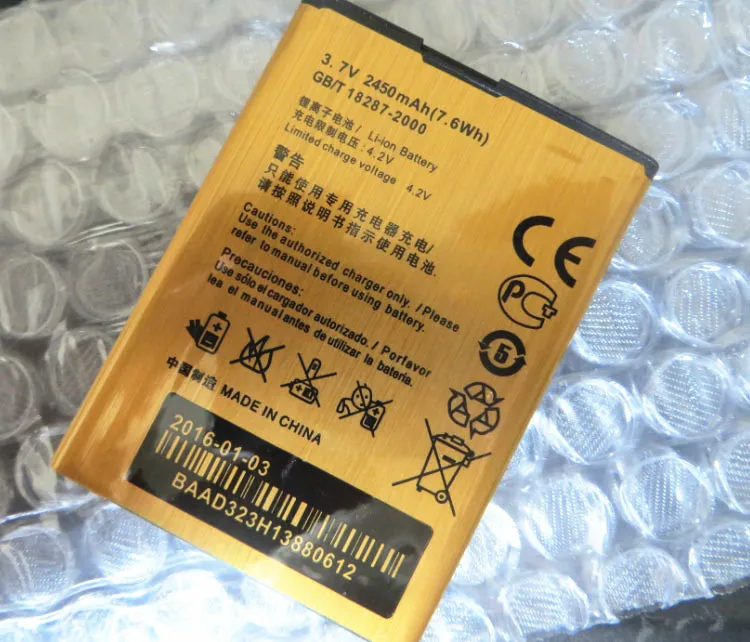 3.7V 2450mAh(7.6Wh)
GB/T 18287-2000
锂离子电池/ Li-ion Battery
充电限制电压: 4.2V
Limited charge voltage 4.2V
警告
只能使用专用充电器充电/
请按照说明书指示使用电池.
Cautions:
Use the authorized charger only. / Please
refer to manual before using battery.
Precauciones:
Use sólo el cargador autorizado. / Porfavor
lea el manualantes de utilizar la batería.
CE
PC
5
中国制造 MADE IN CHINA
2016-01-03
BAAD323H13880612